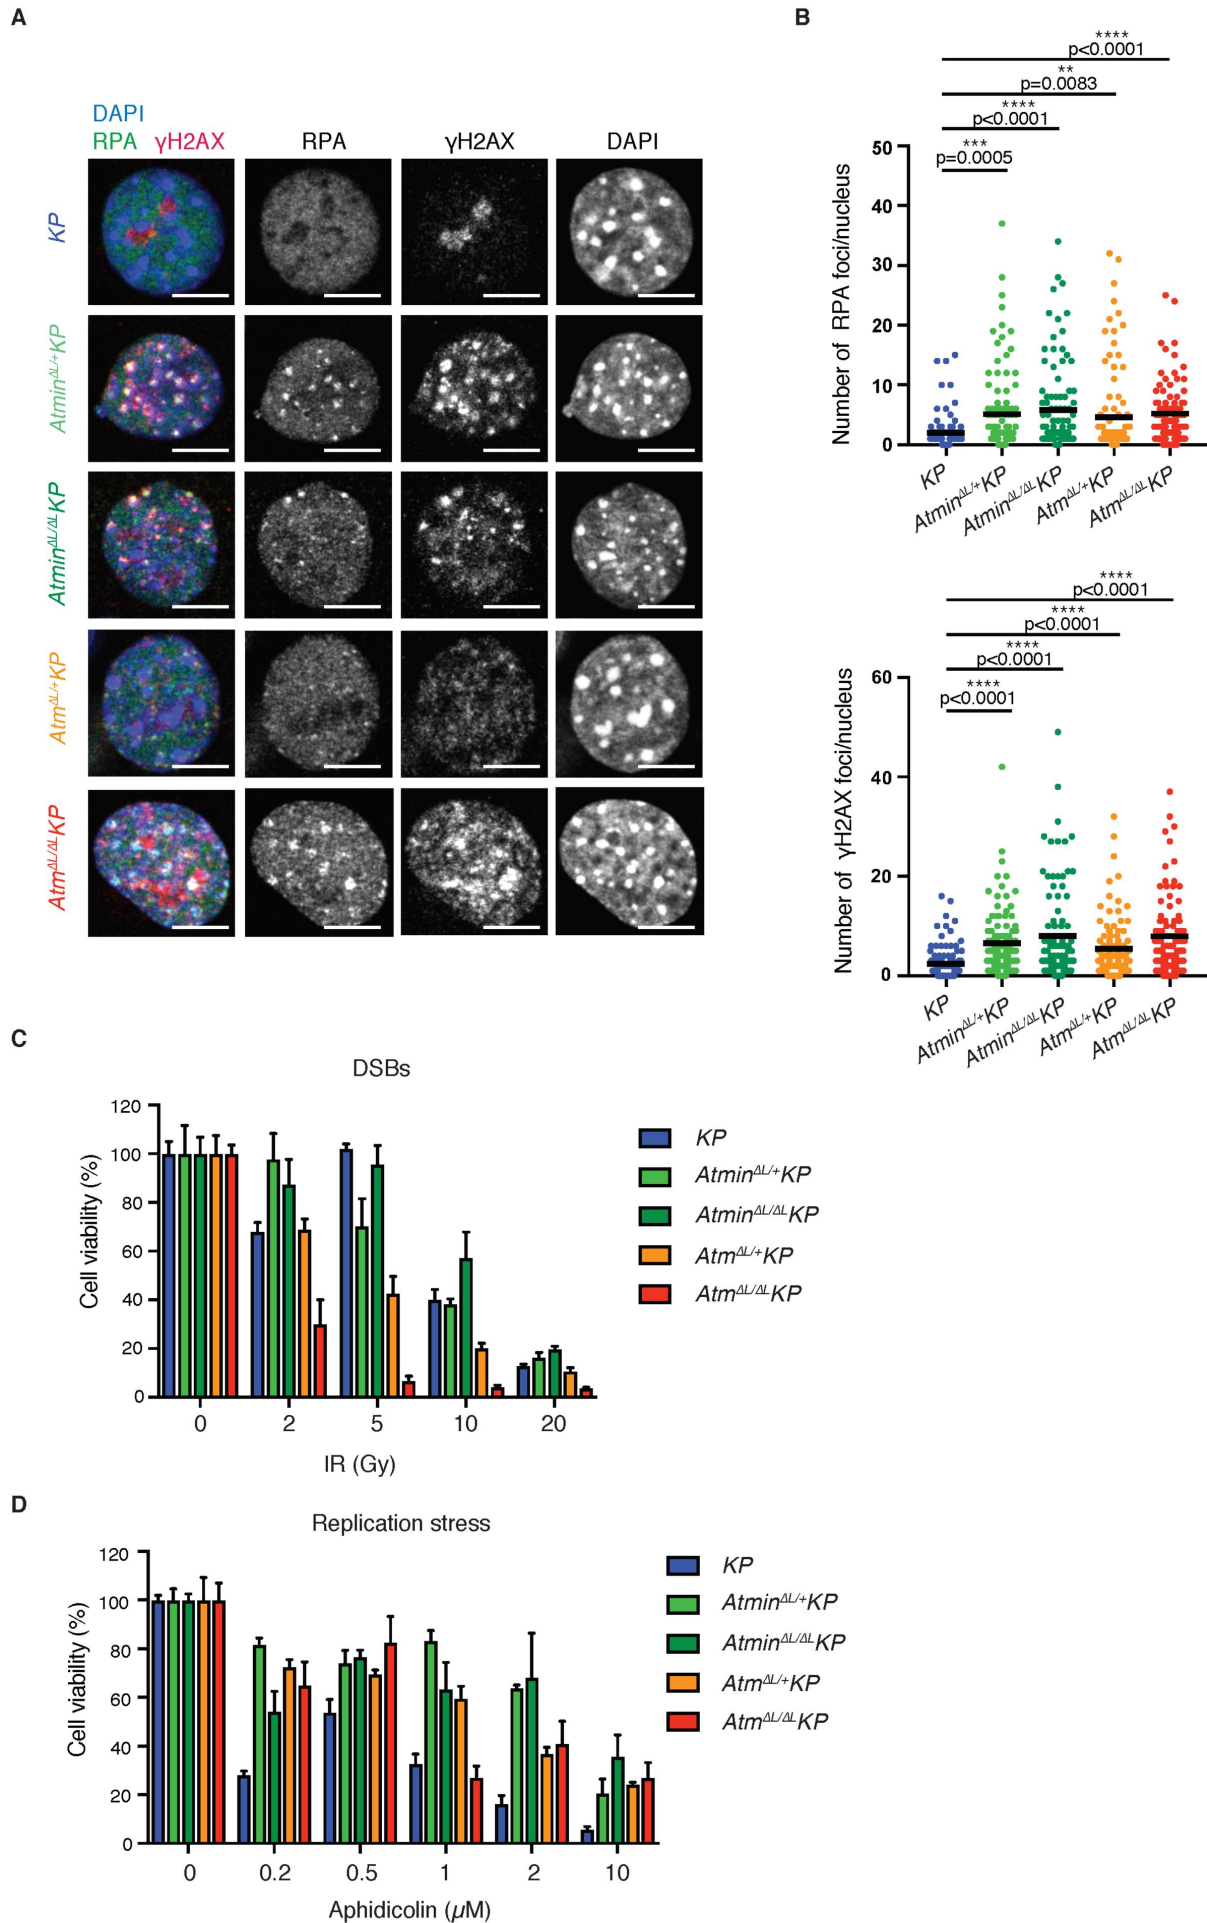 A
DAPI
RPA γH2AX
RPA
γH2AX
DAPI
KP
Atmin^ΔL/+KP
Atmin^ΔL/ΔLKP
Atm^ΔL/+KP
Atm^ΔL/ΔLKP
B
****
p<0.0001
**
p=0.0083
****
p<0.0001
***
p=0.0005
Number of RPA foci/nucleus
50
40
30
20
10
0
KP
Atmin^ΔL/+KP
Atmin^ΔL/ΔLKP
Atm^ΔL/+KP
Atm^ΔL/ΔLKP
****
p<0.0001
****
p<0.0001
****
p<0.0001
****
p<0.0001
Number of γH2AX foci/nucleus
60
40
20
0
KP
Atmin^ΔL/+KP
Atmin^ΔL/ΔLKP
Atm^ΔL/+KP
Atm^ΔL/ΔLKP
C
DSBs
Cell viability (%)
120
100
80
60
40
20
0
0 2 5 10 20
IR (Gy)
KP
Atmin^ΔL/+KP
Atmin^ΔL/ΔLKP
Atm^ΔL/+KP
Atm^ΔL/ΔLKP
D
Replication stress
Cell viability (%)
120
100
80
60
40
20
0
0 0.2 0.5 1 2 10
Aphidicolin (µM)
KP
Atmin^ΔL/+KP
Atmin^ΔL/ΔLKP
Atm^ΔL/+KP
Atm^ΔL/ΔLKP